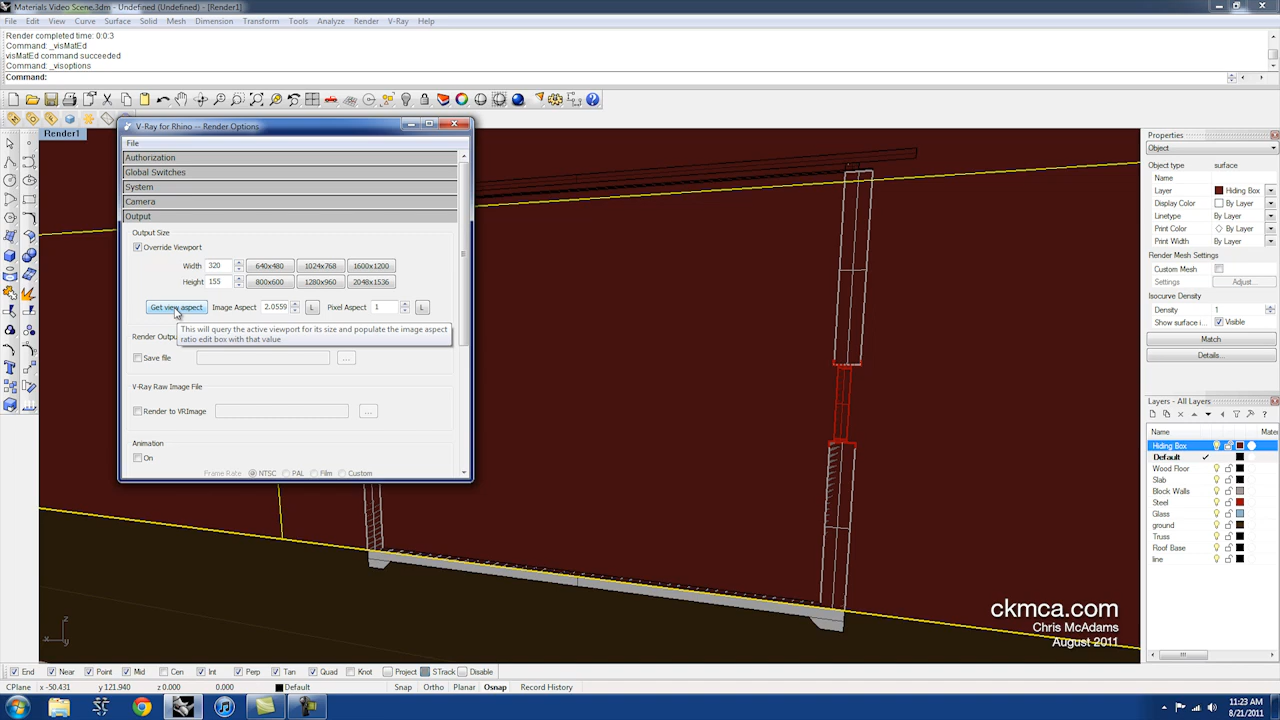 Materials Video Scene.3dm - Undefined (Undefined) - [Render1]
File Edit View Curve Surface Solid Mesh Dimension Transform Tools Analyze Render V-Ray Help
Render completed time: 0:0:3
Command: _visMatEd
visMatEd command succeeded
Command: _visoptions
Command:
Render1
V-Ray for Rhino -- Render Options
File
Authorization
Global Switches
System
Camera
Output
Output Size
Override Viewport
Width 320 640x480 1024x768 1600x1200
Height 155 800x600 1280x960 2048x1536
Get view aspect Image Aspect 2.0559 L Pixel Aspect 1 L
This will query the active viewport for its size and populate the image aspect
ratio edit box with that value
Render Outpu
Save file ...
V-Ray Raw Image File
Render to VRImage ...
Animation
On
Frame Rate NTSC PAL Film Custom
Properties
Object
Object type surface
Name
Layer Hiding Box
Display Color By Layer
Linetype By Layer
Print Color By Layer
Print Width By Layer
Render Mesh Settings
Custom Mesh
Settings Adjust...
Isocurve Density
Density 1
Show surface i... Visible
Match
Details...
Layers - All Layers
Name Mate
Hiding Box
Default
Wood Floor
Slab
Block Walls
Steel
Glass
ground
Truss
Roof Base
line
ckmca.com
Chris McAdams
August 2011
z
x
y
End Near Point Mid Cen Int Perp Tan Quad Knot Project STrack Disable
CPlane x -50.431 y 121.940 z 0.000 0.000 Default Snap Ortho Planar Osnap Record History
11:23 AM
8/21/2011